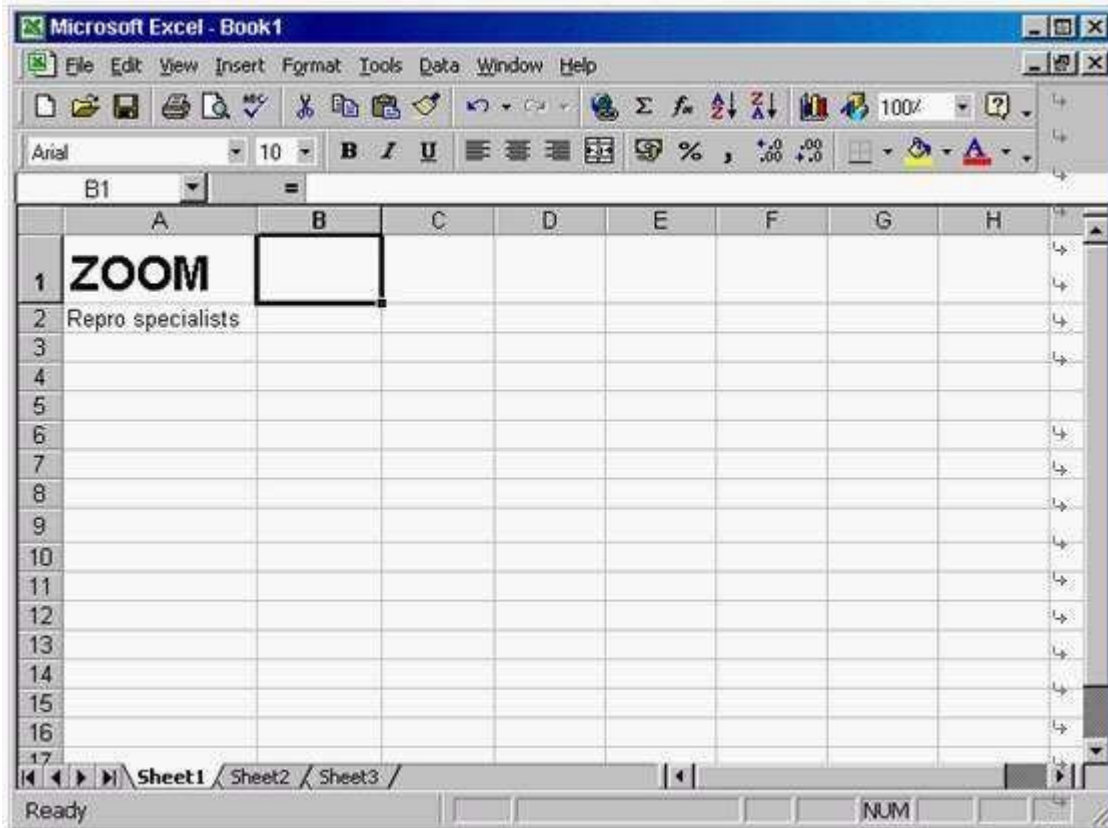 Microsoft Excel - Book1
File Edit View Insert Format Tools Data Window Help
100%
Arial 10 B I U % ,
B1 =
A B C D E F G H
1 ZOOM
2 Repro specialists
3
4
5
6
7
8
9
10
11
12
13
14
15
16
17
Sheet1 Sheet2 Sheet3
Ready NUM